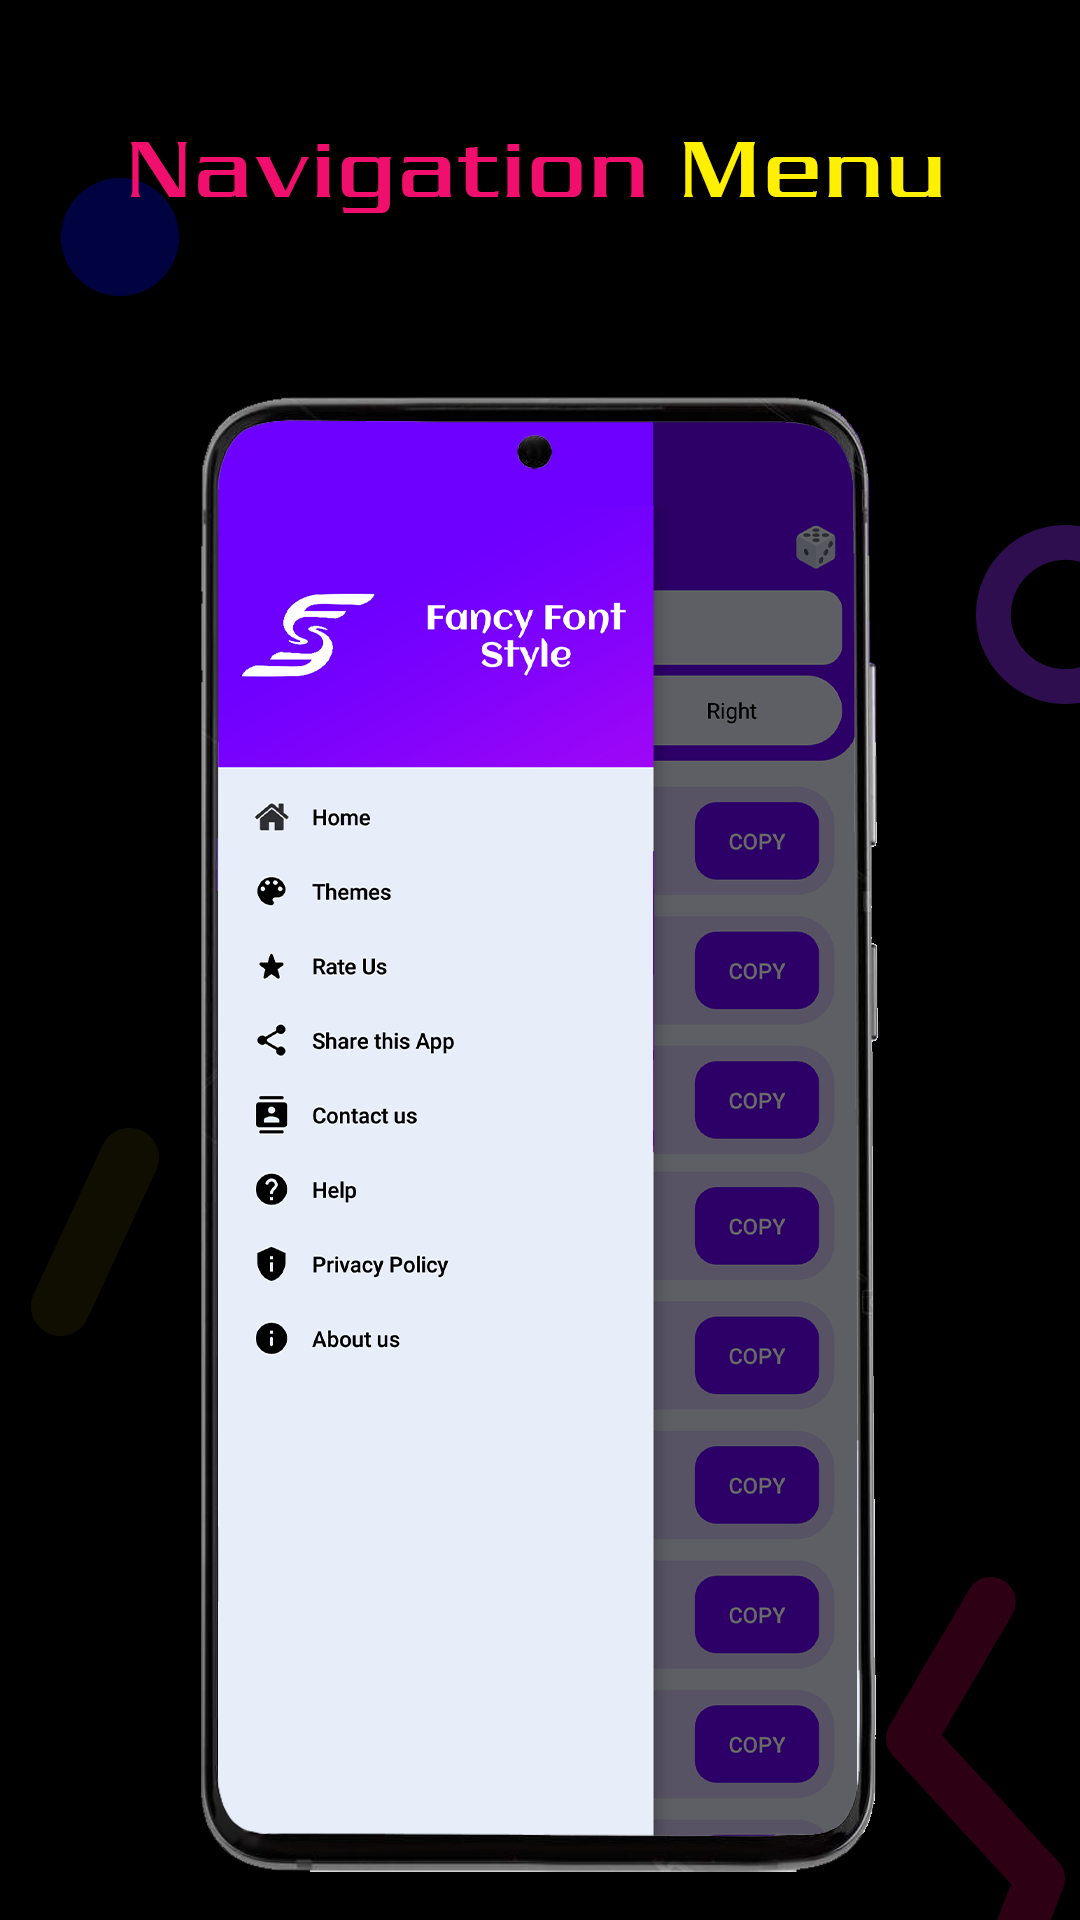 Navigation Menu
Fancy Font
Style
Right
Home
COPY
Themes
Rate Us
COPY
Share this App
Contact us
COPY
Help
COPY
Privacy Policy
About us
COPY
COPY
COPY
COPY